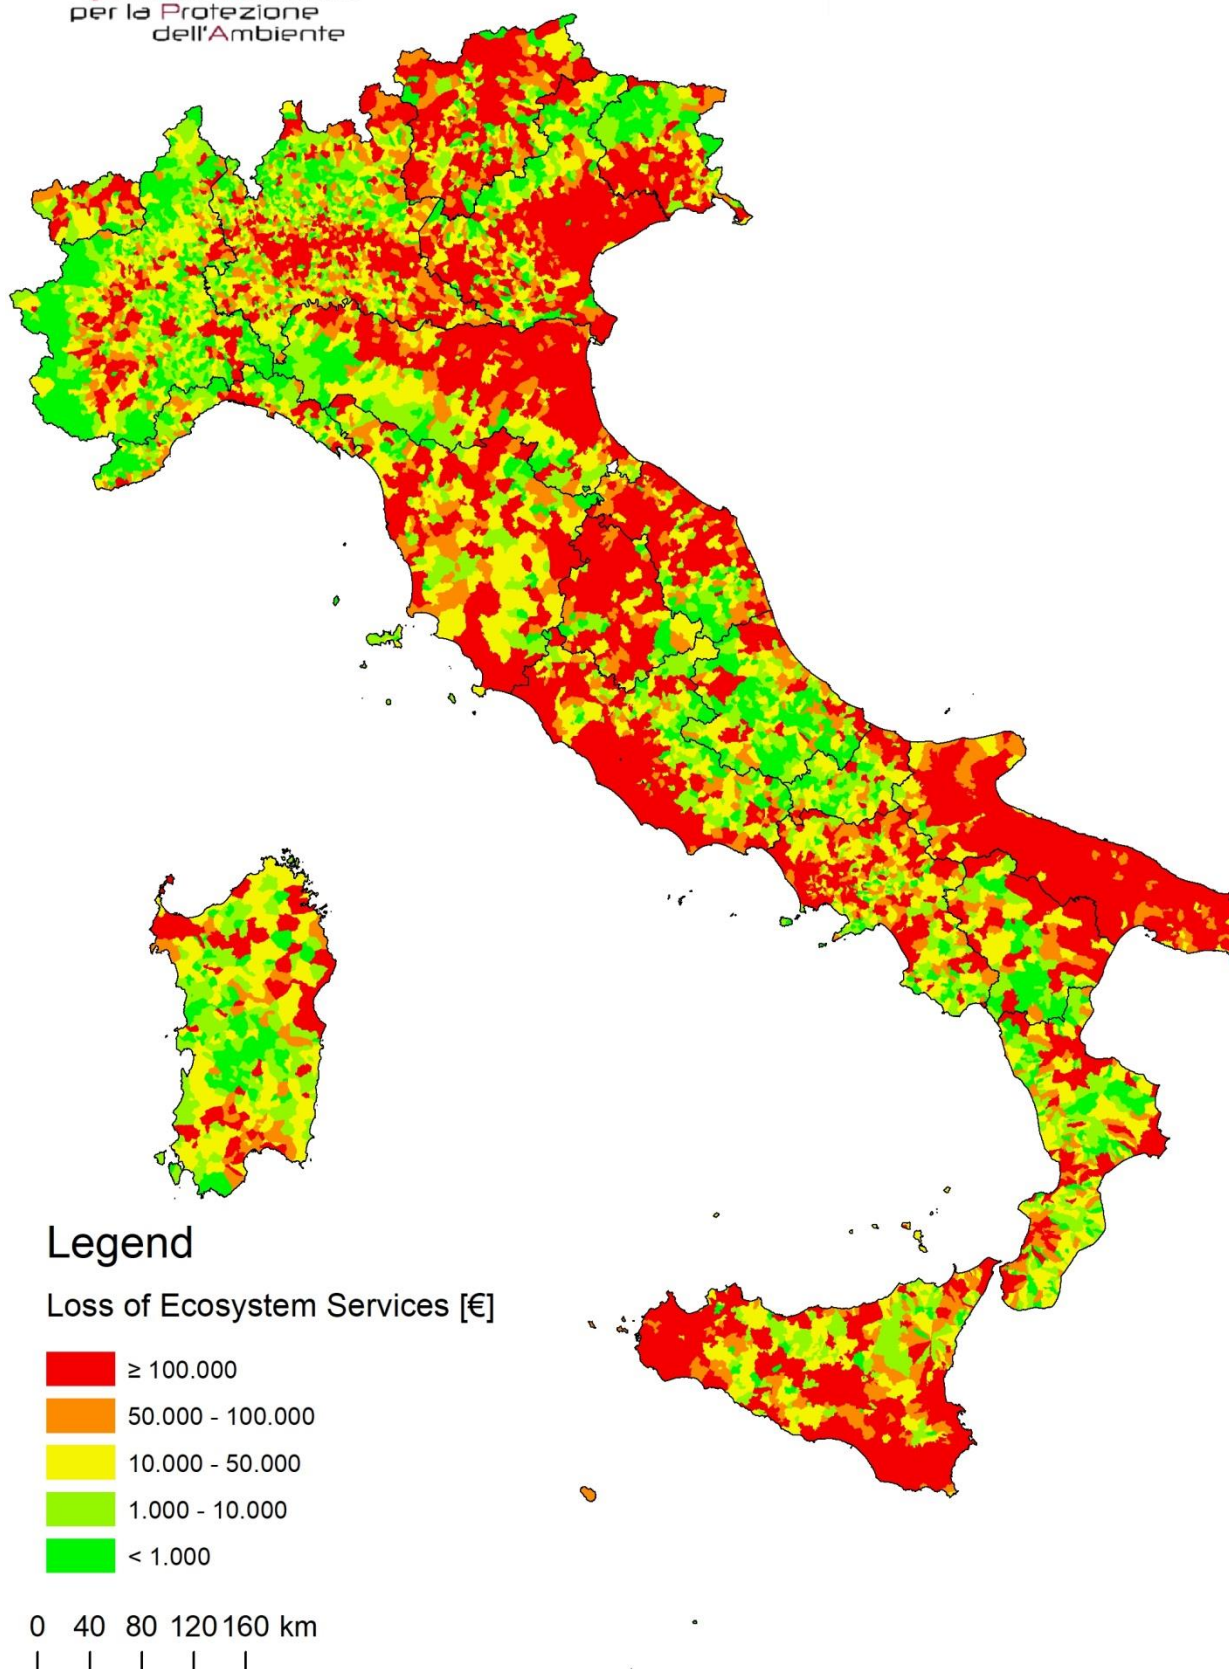 per la Protezione
dell'Ambiente
Legend
Loss of Ecosystem Services [€]
≥ 100.000
50.000 - 100.000
10.000 - 50.000
1.000 - 10.000
< 1.000
0 40 80 120 160 km